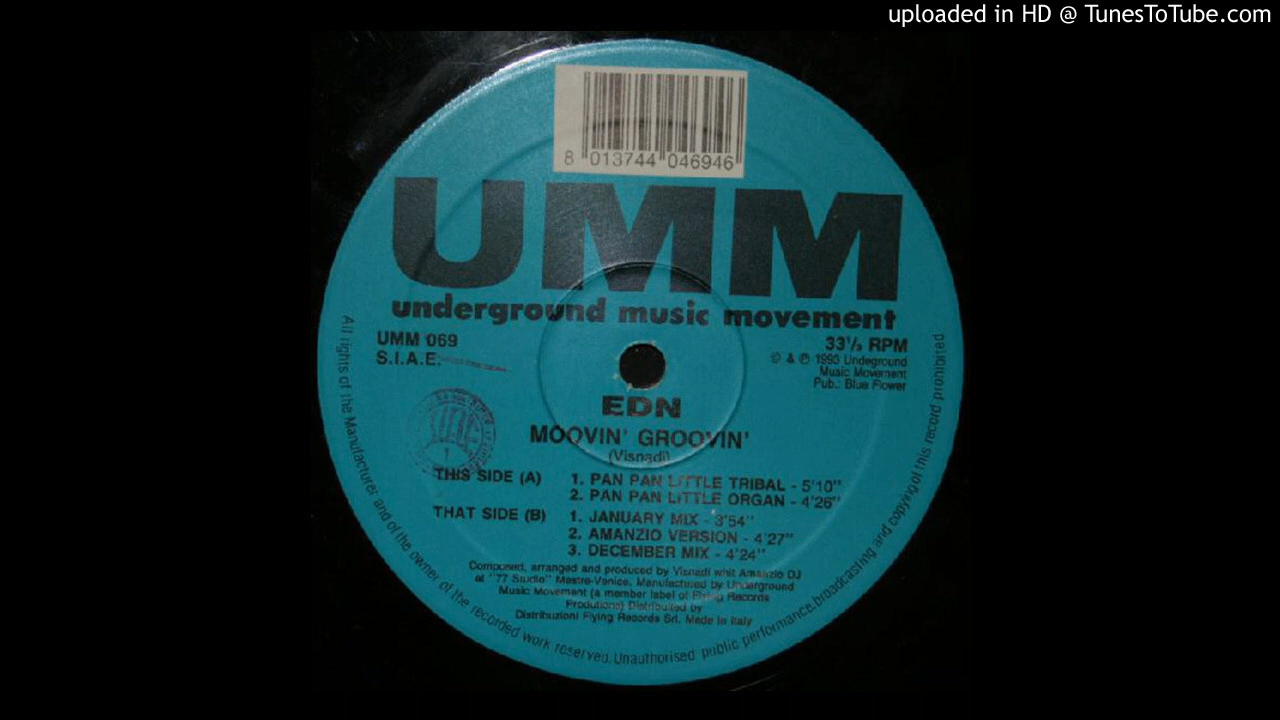 uploaded in HD @ TunesToTube.com
8 013744 046946
UMM
underground music movement
UMM 069
S.I.A.E.
33⅓ RPM
© & ℗ 1993 Underground
Music Movement
Pub.: Blue Flower
EDN
MOOVIN' GROOVIN'
(Visnadi)
THIS SIDE (A)
1. PAN PAN LITTLE TRIBAL - 5'10"
2. PAN PAN LITTLE ORGAN - 4'26"
THAT SIDE (B)
1. JANUARY MIX - 3'54"
2. AMANZIO VERSION - 4'27"
3. DECEMBER MIX - 4'24"
Composed, arranged and produced by Visnadi whit Amanzio DJ
at "77 Studio" Mestre-Venice. Manufactured by Underground
Music Movement (a member label of Flying Records
Produtions) Distributed by
Distribuzioni Flying Records Srl. Made in Italy
All rights of the Manufacturer and of the owner of the recorded work reserved. Unauthorised public performance, broadcasting and copying of this record prohibited